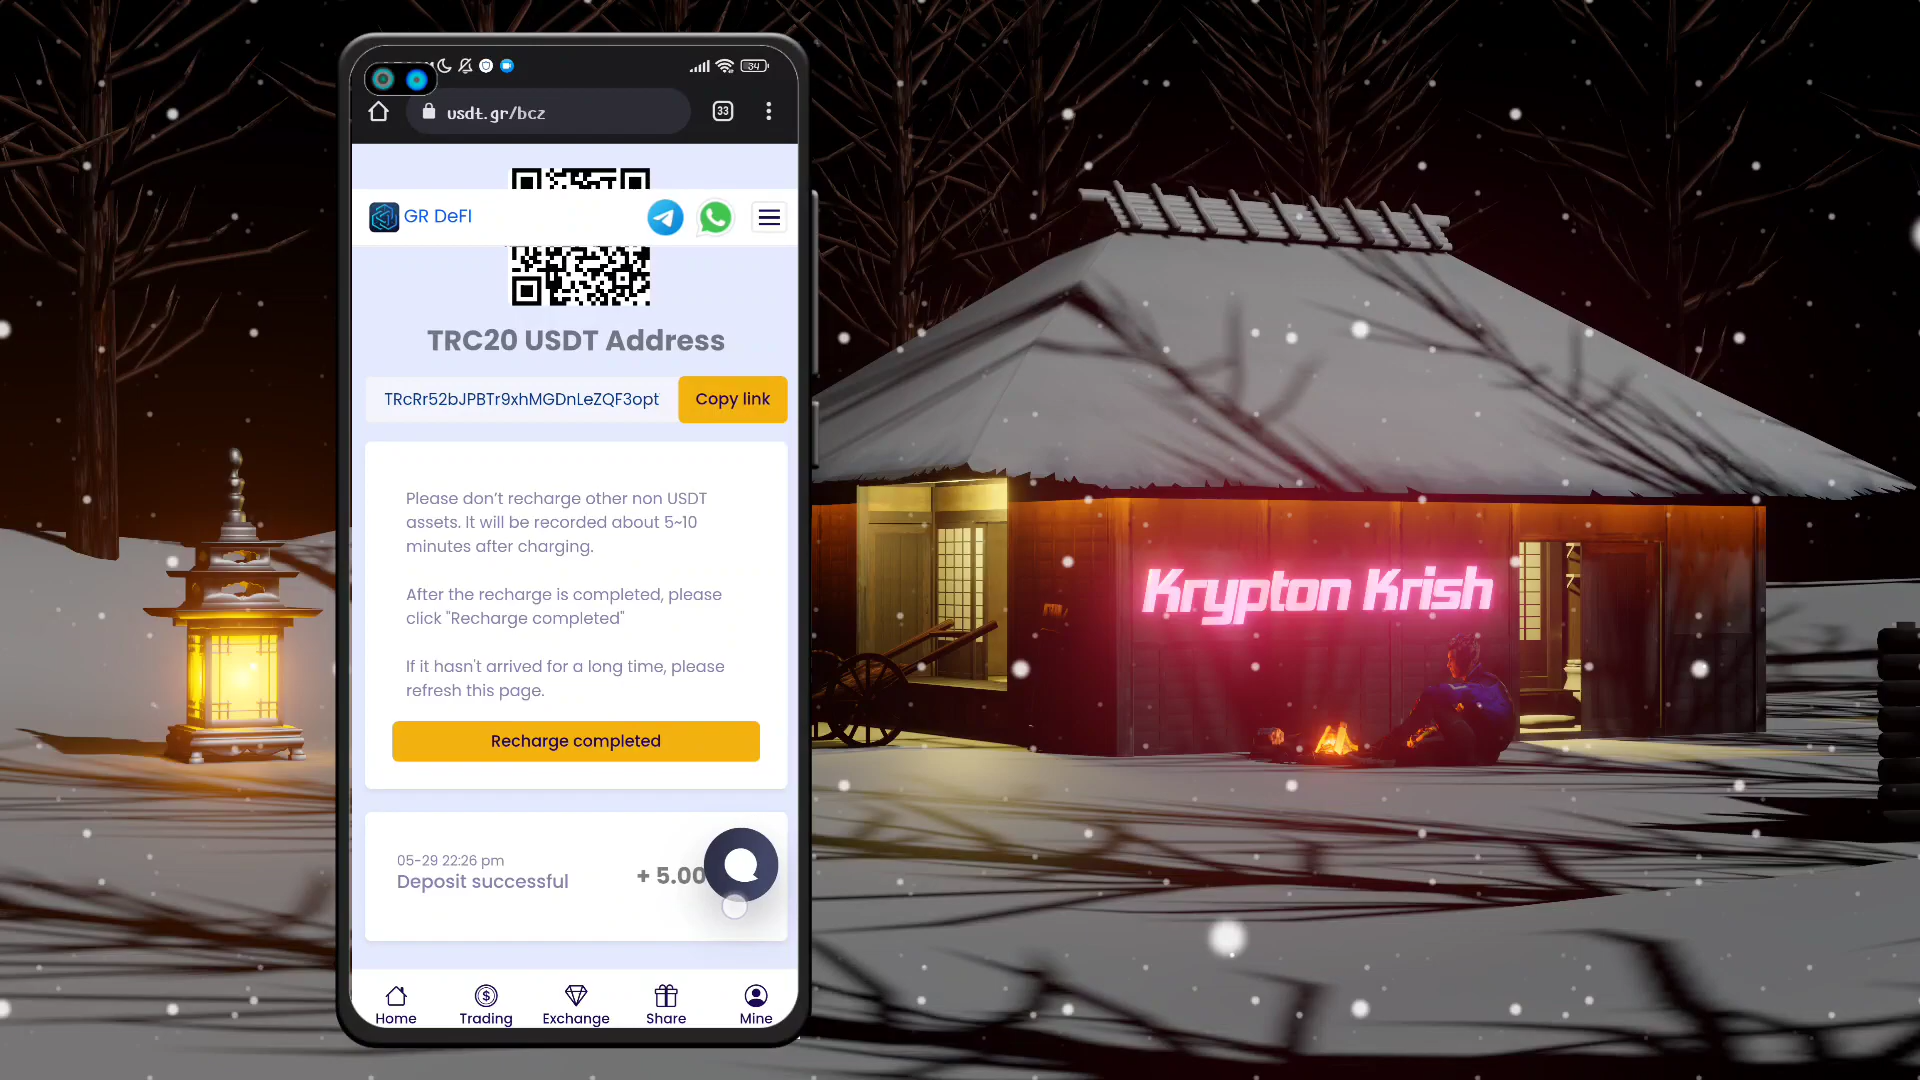 34
usdt.gr/bcz
33
GR DeFI
TRC20 USDT Address
TRcRr52bJPBTr9xhMGDnLeZQF3opt
Copy link
Please don’t recharge other non USDT
assets. It will be recorded about 5~10
minutes after charging.
After the recharge is completed, please
click "Recharge completed"
If it hasn't arrived for a long time, please
refresh this page.
Recharge completed
05-29 22:26 pm
Deposit successful
+ 5.00
Home
Trading
Exchange
Share
Mine
Krypton Krish